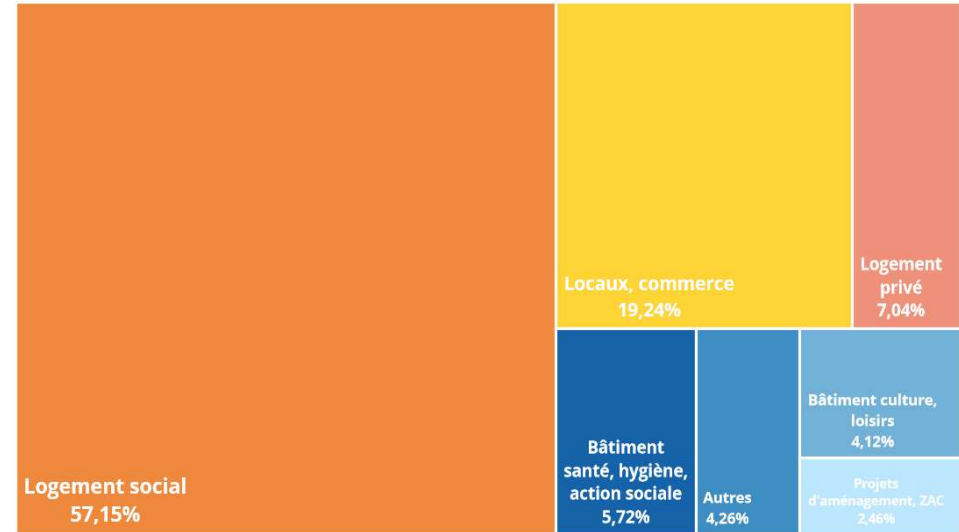 Logement social
57,15%
Locaux, commerce
19,24%
Logement
privé
7,04%
Bâtiment
santé, hygiène,
action sociale
5,72%
Autres
4,26%
Bâtiment culture,
loisirs
4,12%
Projets
d'aménagement, ZAC
2,46%